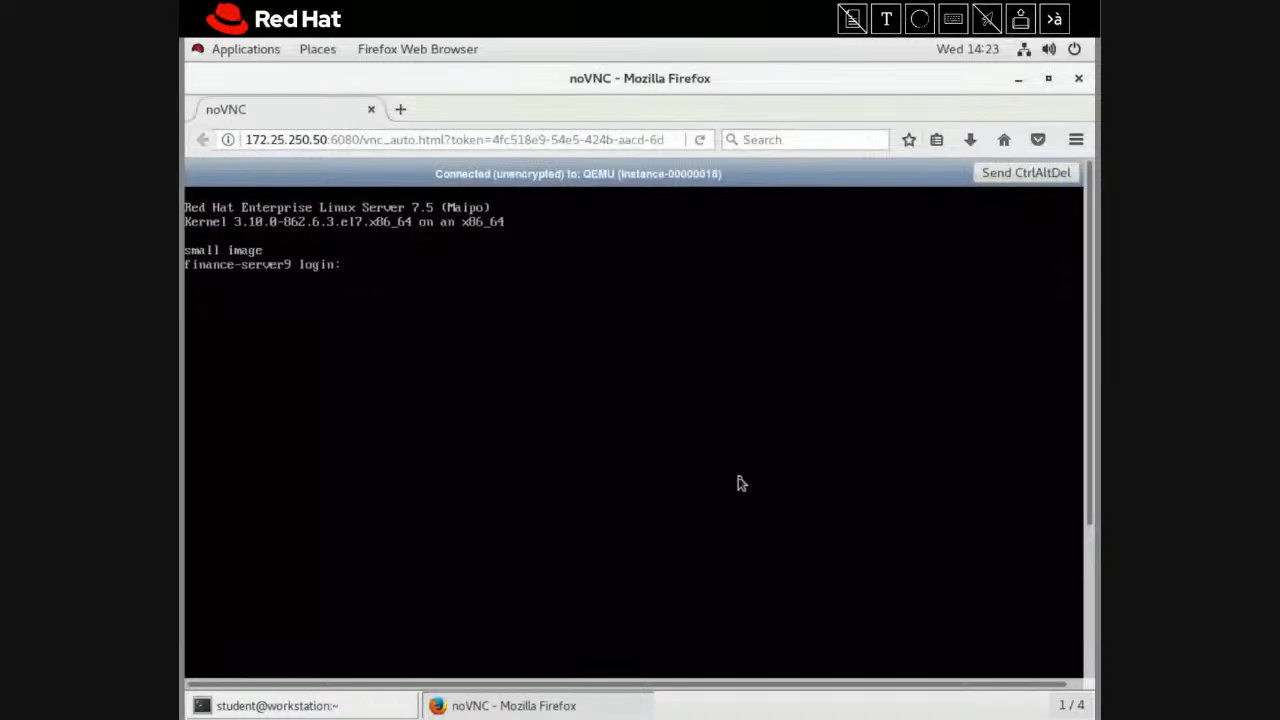 Red Hat
T
>à
Applications Places Firefox Web Browser Wed 14:23
noVNC - Mozilla Firefox
noVNC
172.25.250.50:6080/vnc_auto.html?token=4fc518e9-54e5-424b-aacd-6d
Search
Connected (unencrypted) to: QEMU (instance-00000016)
Send CtrlAltDel
Red Hat Enterprise Linux Server 7.5 (Maipo)
Kernel 3.10.0-862.6.3.el7.x86_64 on an x86_64
small image
finance-server9 login:
student@workstation:~
noVNC - Mozilla Firefox
1 / 4